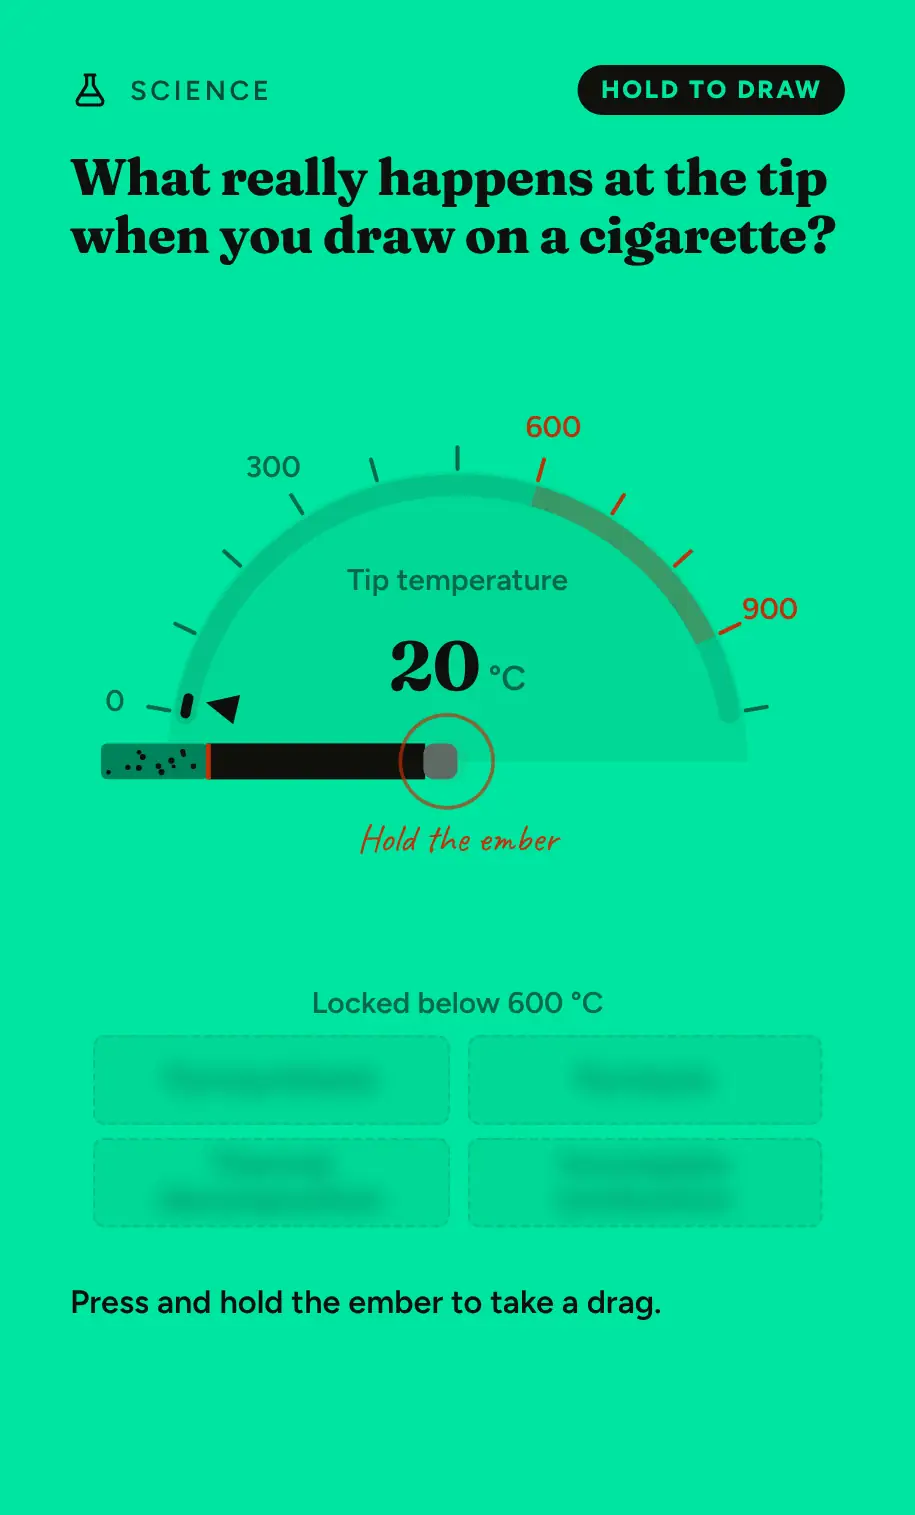 SCIENCE
HOLD TO DRAW
What really happens at the tip
when you draw on a cigarette?
600
300
Tip temperature
900
20 °C
0
Hold the ember
Locked below 600 °C
Press and hold the ember to take a drag.